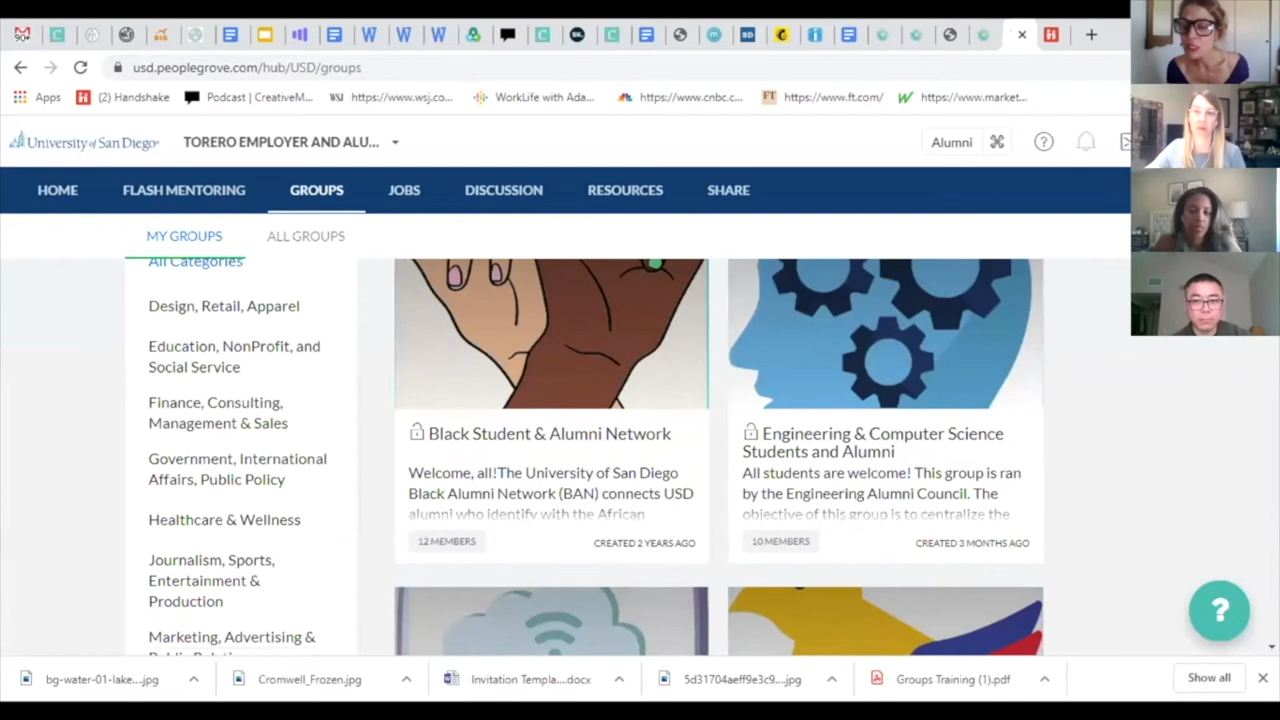 90+
usd.peoplegrove.com/hub/USD/groups
Apps
(2) Handshake
Podcast | CreativeM...
WSJ https://www.wsj.co...
WorkLife with Ada...
https://www.cnbc.c...
FT https://www.ft.com/
https://www.market...
University of San Diego
TORERO EMPLOYER AND ALU...
Alumni
HOME
FLASH MENTORING
GROUPS
JOBS
DISCUSSION
RESOURCES
SHARE
MY GROUPS
ALL GROUPS
All Categories
Design, Retail, Apparel
Education, NonProfit, and
Social Service
Finance, Consulting,
Management & Sales
Government, International
Affairs, Public Policy
Healthcare & Wellness
Journalism, Sports,
Entertainment &
Production
Marketing, Advertising &
Black Student & Alumni Network
Welcome, all!The University of San Diego
Black Alumni Network (BAN) connects USD
alumni who identify with the African
12 MEMBERS
CREATED 2 YEARS AGO
Engineering & Computer Science
Students and Alumni
All students are welcome! This group is ran
by the Engineering Alumni Council. The
objective of this group is to centralize the
10 MEMBERS
CREATED 3 MONTHS AGO
?
bg-water-01-lake....jpg
Cromwell_Frozen.jpg
Invitation Templa....docx
5d31704aeff9e3c9....jpg
Groups Training (1).pdf
Show all